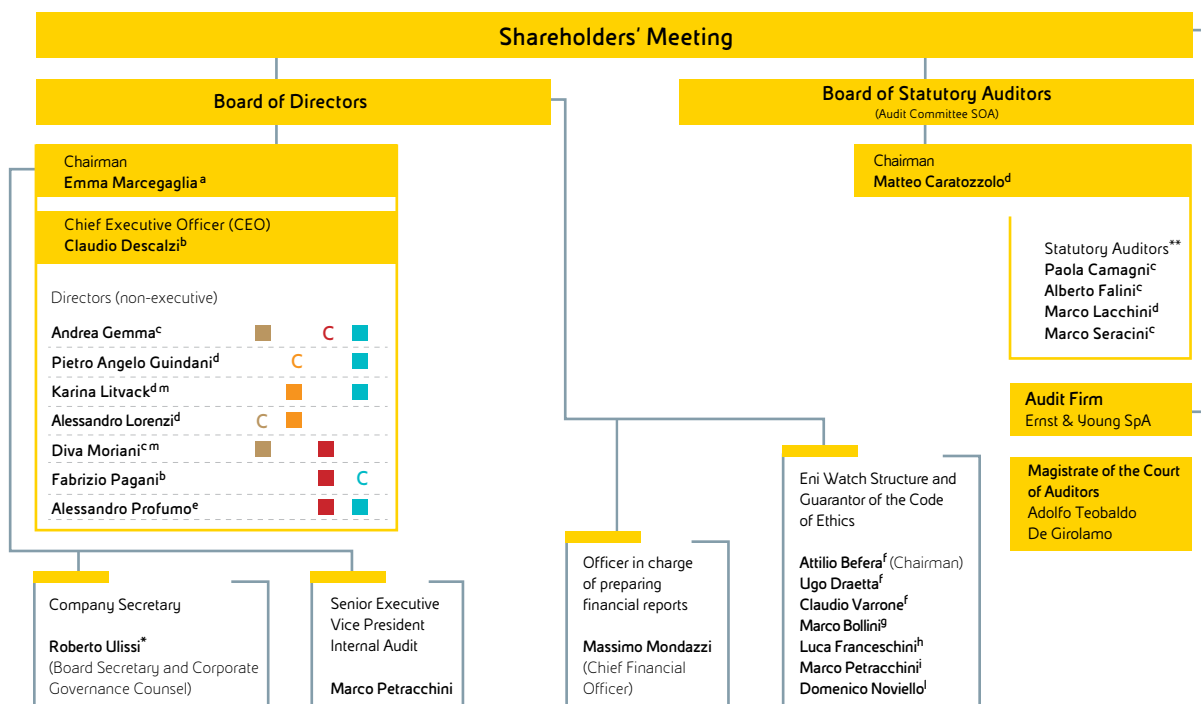 Shareholders' Meeting
Board of Directors
Board of Statutory Auditors
(Audit Committee SOA)
Chairman
Emma Marcegaglia a
Chief Executive Officer (CEO)
Claudio Descalzi b
Directors (non-executive)
Andrea Gemma c C
Pietro Angelo Guindani d C
Karina Litvack d m
Alessandro Lorenzi d C
Diva Moriani c m
Fabrizio Pagani b C
Alessandro Profumo e
Chairman
Matteo Caratozzolo d
Statutory Auditors**
Paola Camagni c
Alberto Falini c
Marco Lacchini d
Marco Seracini c
Audit Firm
Ernst & Young SpA
Magistrate of the Court
of Auditors
Adolfo Teobaldo
De Girolamo
Company Secretary
Roberto Ulissi*
(Board Secretary and Corporate
Governance Counsel)
Senior Executive
Vice President
Internal Audit
Marco Petracchini
Officer in charge
of preparing
financial reports
Massimo Mondazzi
(Chief Financial
Officer)
Eni Watch Structure and
Guarantor of the Code
of Ethics
Attilio Befera f (Chairman)
Ugo Draetta f
Claudio Varrone f
Marco Bollini g
Luca Franceschini h
Marco Petracchini i
Domenico Noviello l